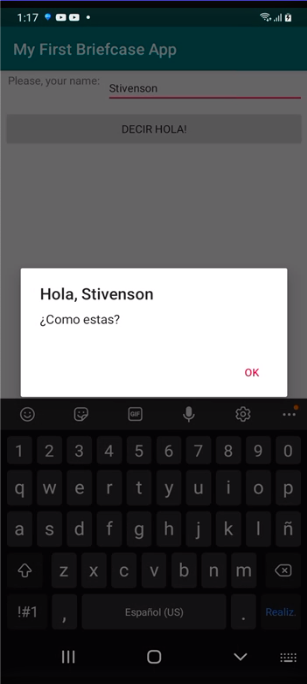 1:17
My First Briefcase App
Please, your name:
Stivenson
DECIR HOLA!
Hola, Stivenson
¿Como estas?
OK
GIF
1 2 3 4 5 6 7 8 9 0
q w e r t y u i o p
a s d f g h j k l ñ
z x c v b n m
!#1 , Español (US) . Realiz.